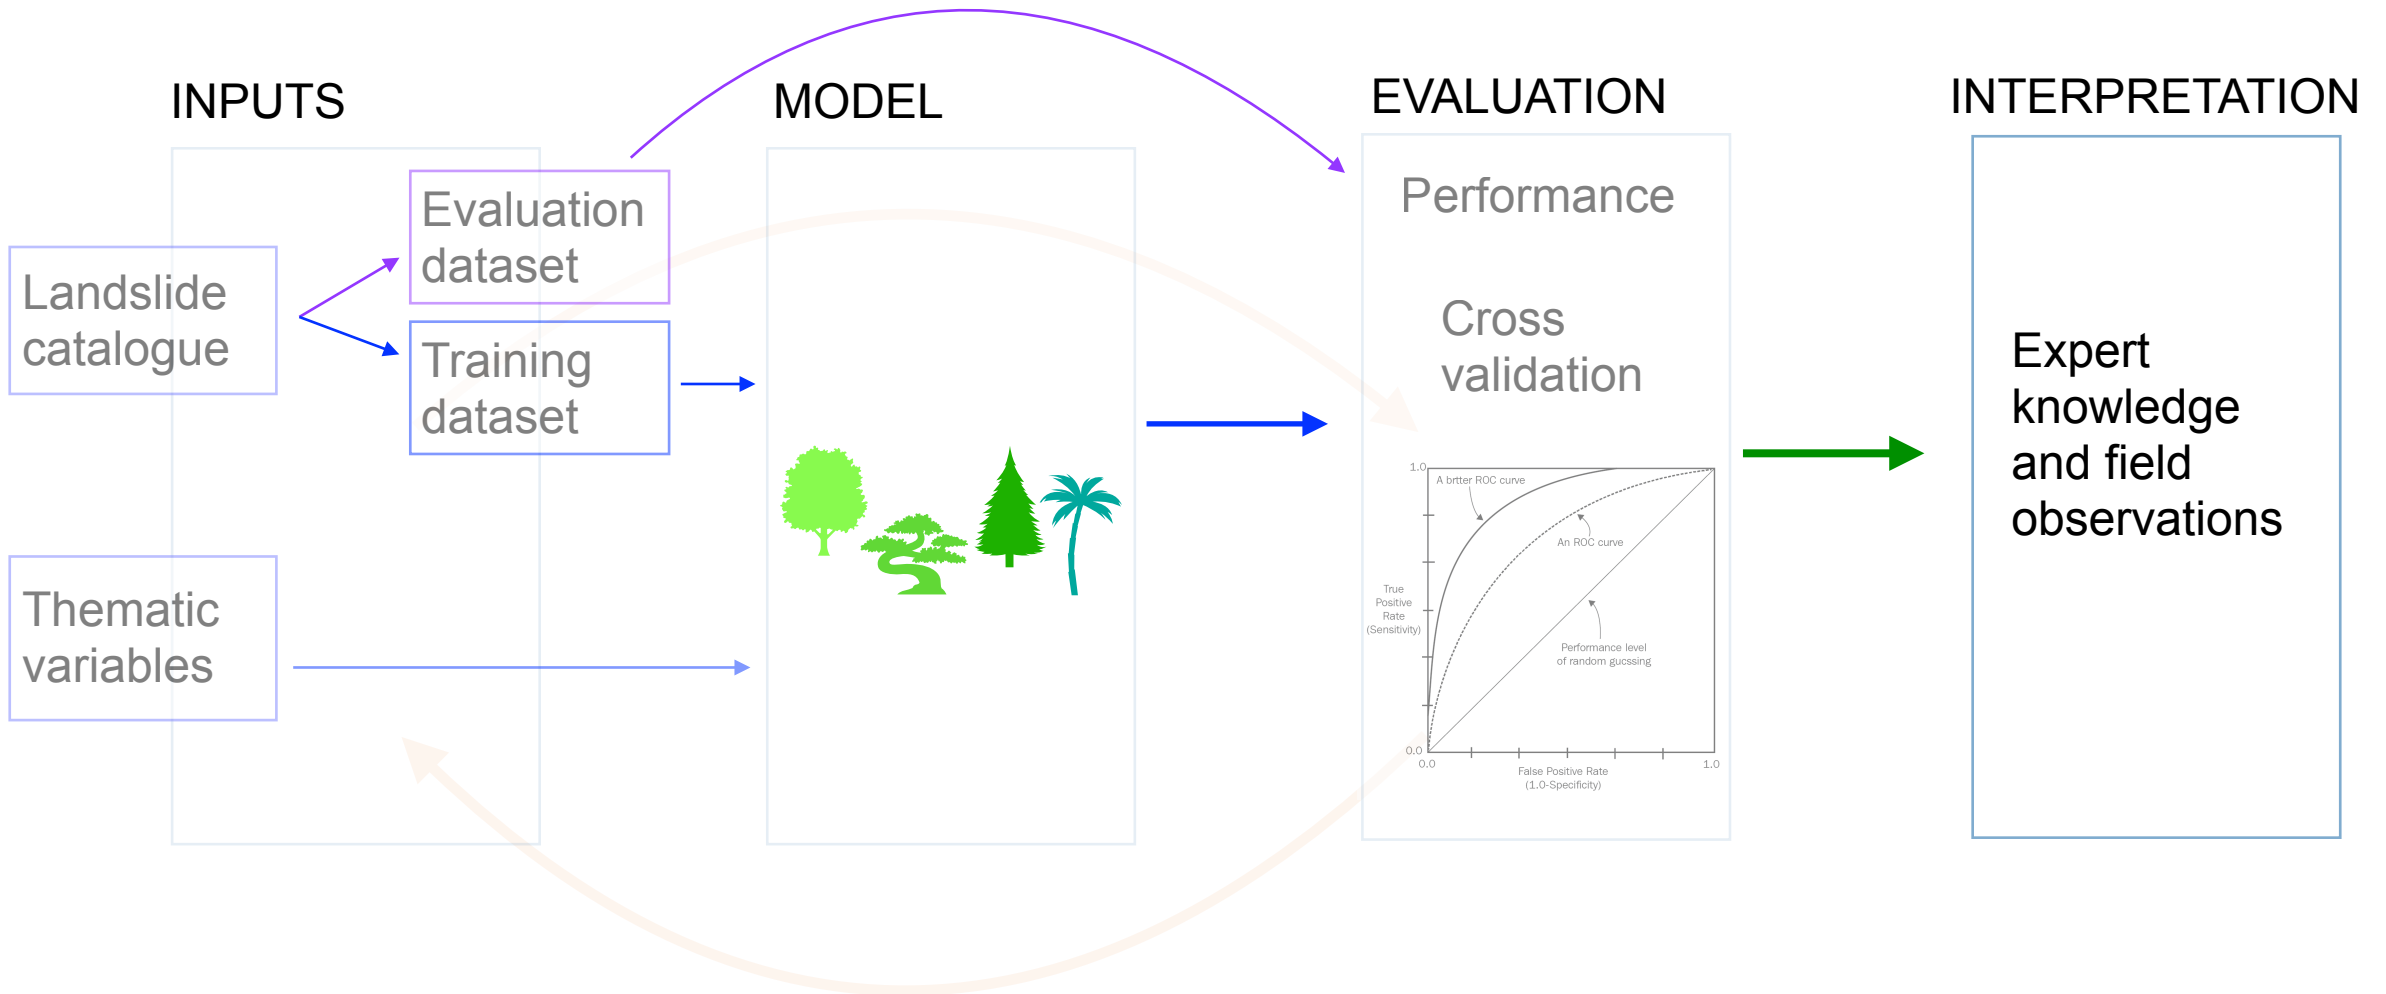 INPUTS
MODEL
EVALUATION
INTERPRETATION
Landslide
catalogue
Evaluation
dataset
Training
dataset
Thematic
variables
Performance
Cross
validation
1.0
A brtter ROC curve
An ROC curve
True
Positive
Rate
(Sensitivity)
Performance level
of random gucssing
0.0
0.0
1.0
False Positive Rate
(1.0-Specificity)
Expert
knowledge
and field
observations